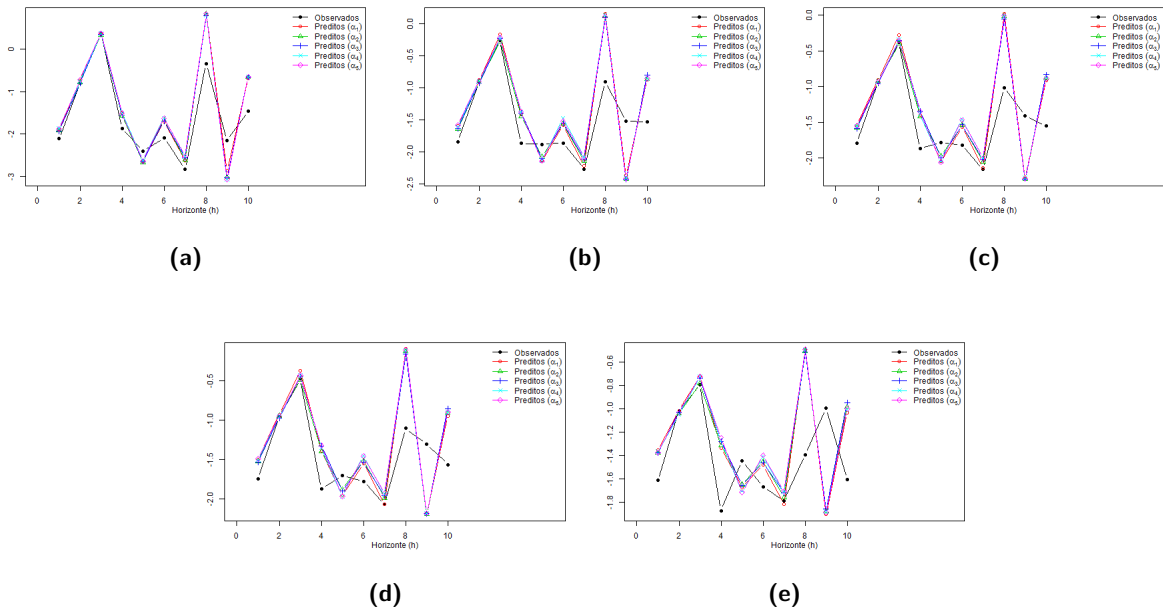 Observados
Preditos (α₁)
Preditos (α₂)
Preditos (α₃)
Preditos (α₄)
Preditos (α₅)
0
-1
-2
-3
0 2 4 6 8 10
Horizonte (h)
(a)
Observados
Preditos (α₁)
Preditos (α₂)
Preditos (α₃)
Preditos (α₄)
Preditos (α₅)
0.0
-0.5
-1.0
-1.5
-2.0
-2.5
0 2 4 6 8 10
Horizonte (h)
(b)
Observados
Preditos (α₁)
Preditos (α₂)
Preditos (α₃)
Preditos (α₄)
Preditos (α₅)
0.0
-0.5
-1.0
-1.5
-2.0
0 2 4 6 8 10
Horizonte (h)
(c)
Observados
Preditos (α₁)
Preditos (α₂)
Preditos (α₃)
Preditos (α₄)
Preditos (α₅)
-0.5
-1.0
-1.5
-2.0
0 2 4 6 8 10
Horizonte (h)
(d)
Observados
Preditos (α₁)
Preditos (α₂)
Preditos (α₃)
Preditos (α₄)
Preditos (α₅)
-0.6
-0.8
-1.0
-1.2
-1.4
-1.6
-1.8
0 2 4 6 8 10
Horizonte (h)
(e)